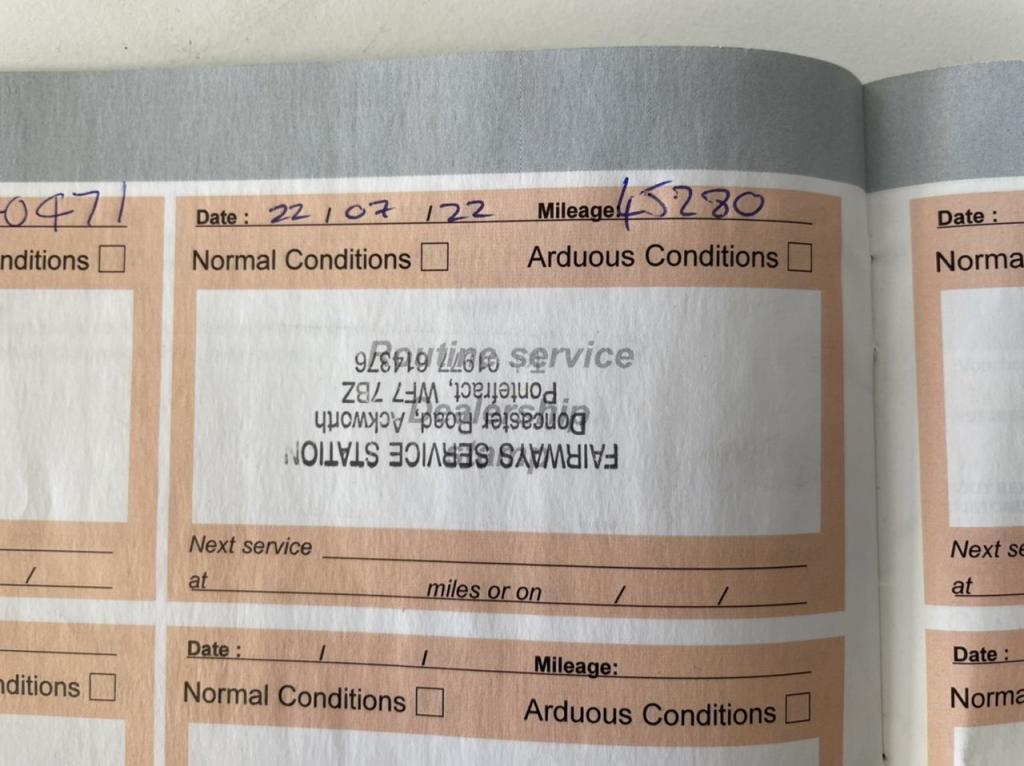 0471
nditions
/
nditions
Date : 22 / 07 / 22 Mileage: 45280
Normal Conditions Arduous Conditions
Routine service
Dealership
FAIRWAYS SERVICE STATION
Doncaster Road, Ackworth
Pontefract, WF7 7BZ
01977 614376
Next service
at miles or on / /
Date : / / Mileage:
Normal Conditions Arduous Conditions
Date :
Norma
Next se
at
Date :
Norma